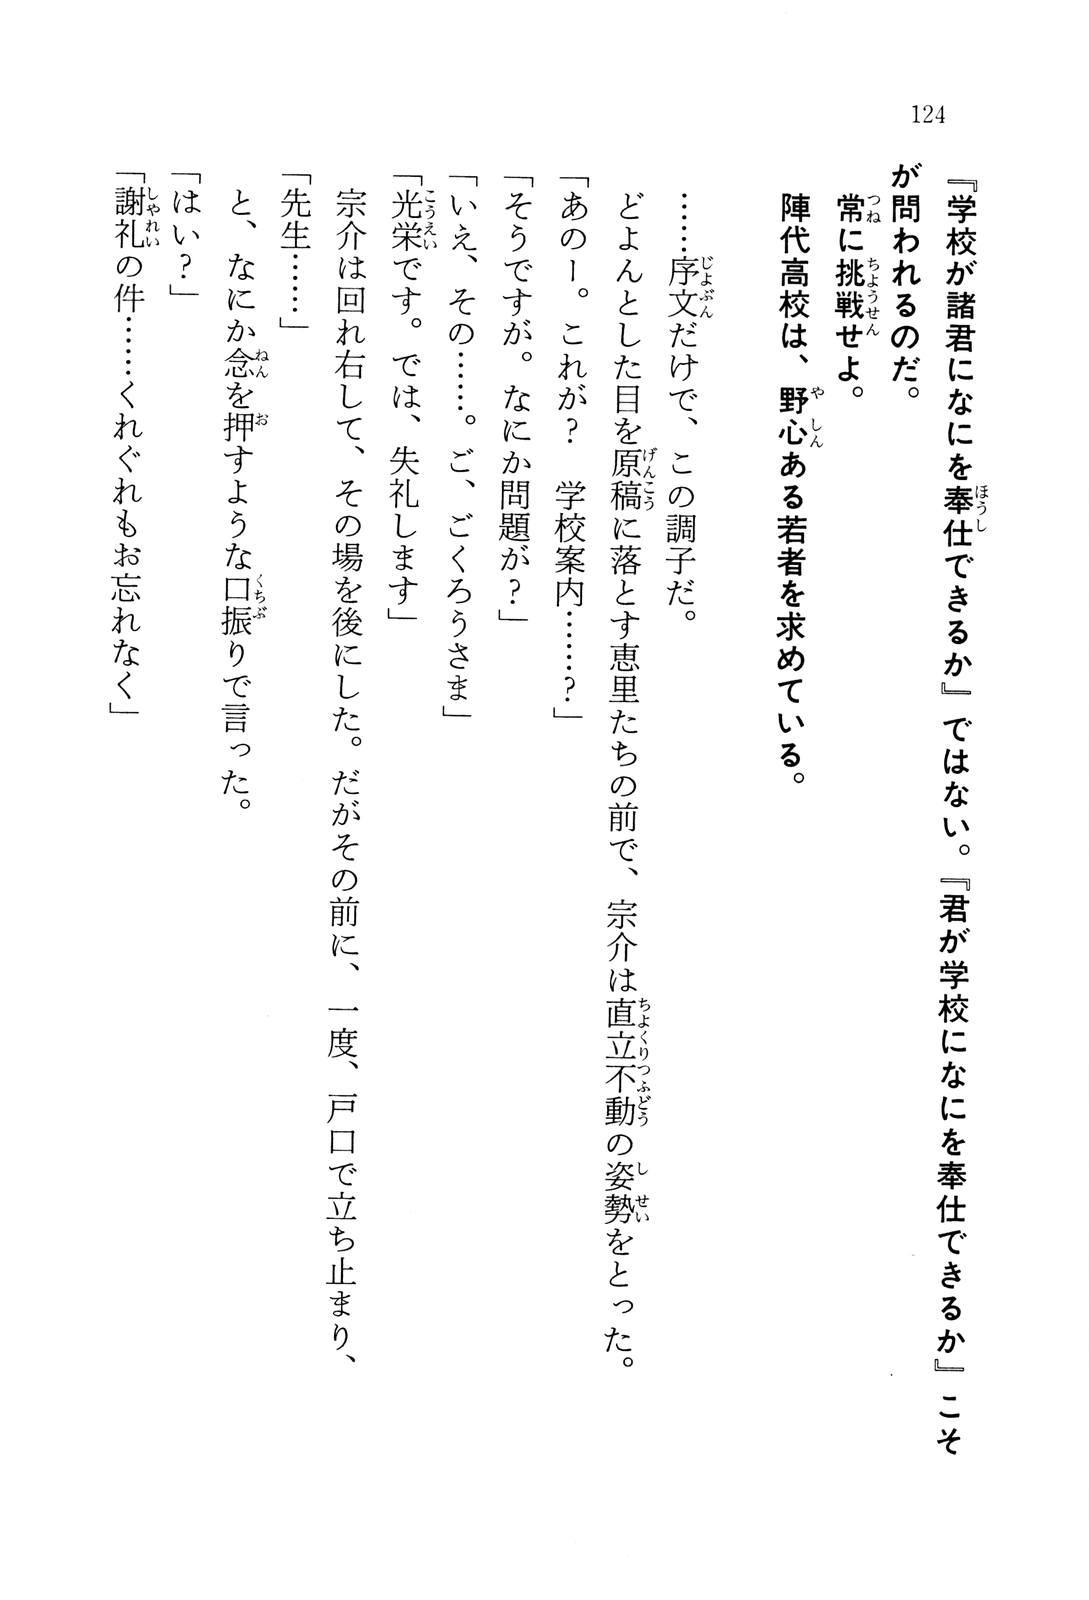 124
『学校が諸君になにを奉仕できるか』ではない。『君が学校になにを奉仕できるか』こそ
が問われるのだ。
常に挑戦せよ。
陣代高校は、野心ある若者を求めている。
……序文だけで、この調子だ。
どよんとした目を原稿に落とす恵里たちの前で、宗介は直立不動の姿勢をとった。
「あのー。これが？　学校案内……？」
「そうですが。なにか問題が？」
「いえ、その……。ご、ごくろうさま」
「光栄です。では、失礼します」
宗介は回れ右して、その場を後にした。だがその前に、一度、戸口で立ち止まり、
「先生……」
と、なにか念を押すような口振りで言った。
「はい？」
「謝礼の件……くれぐれもお忘れなく」